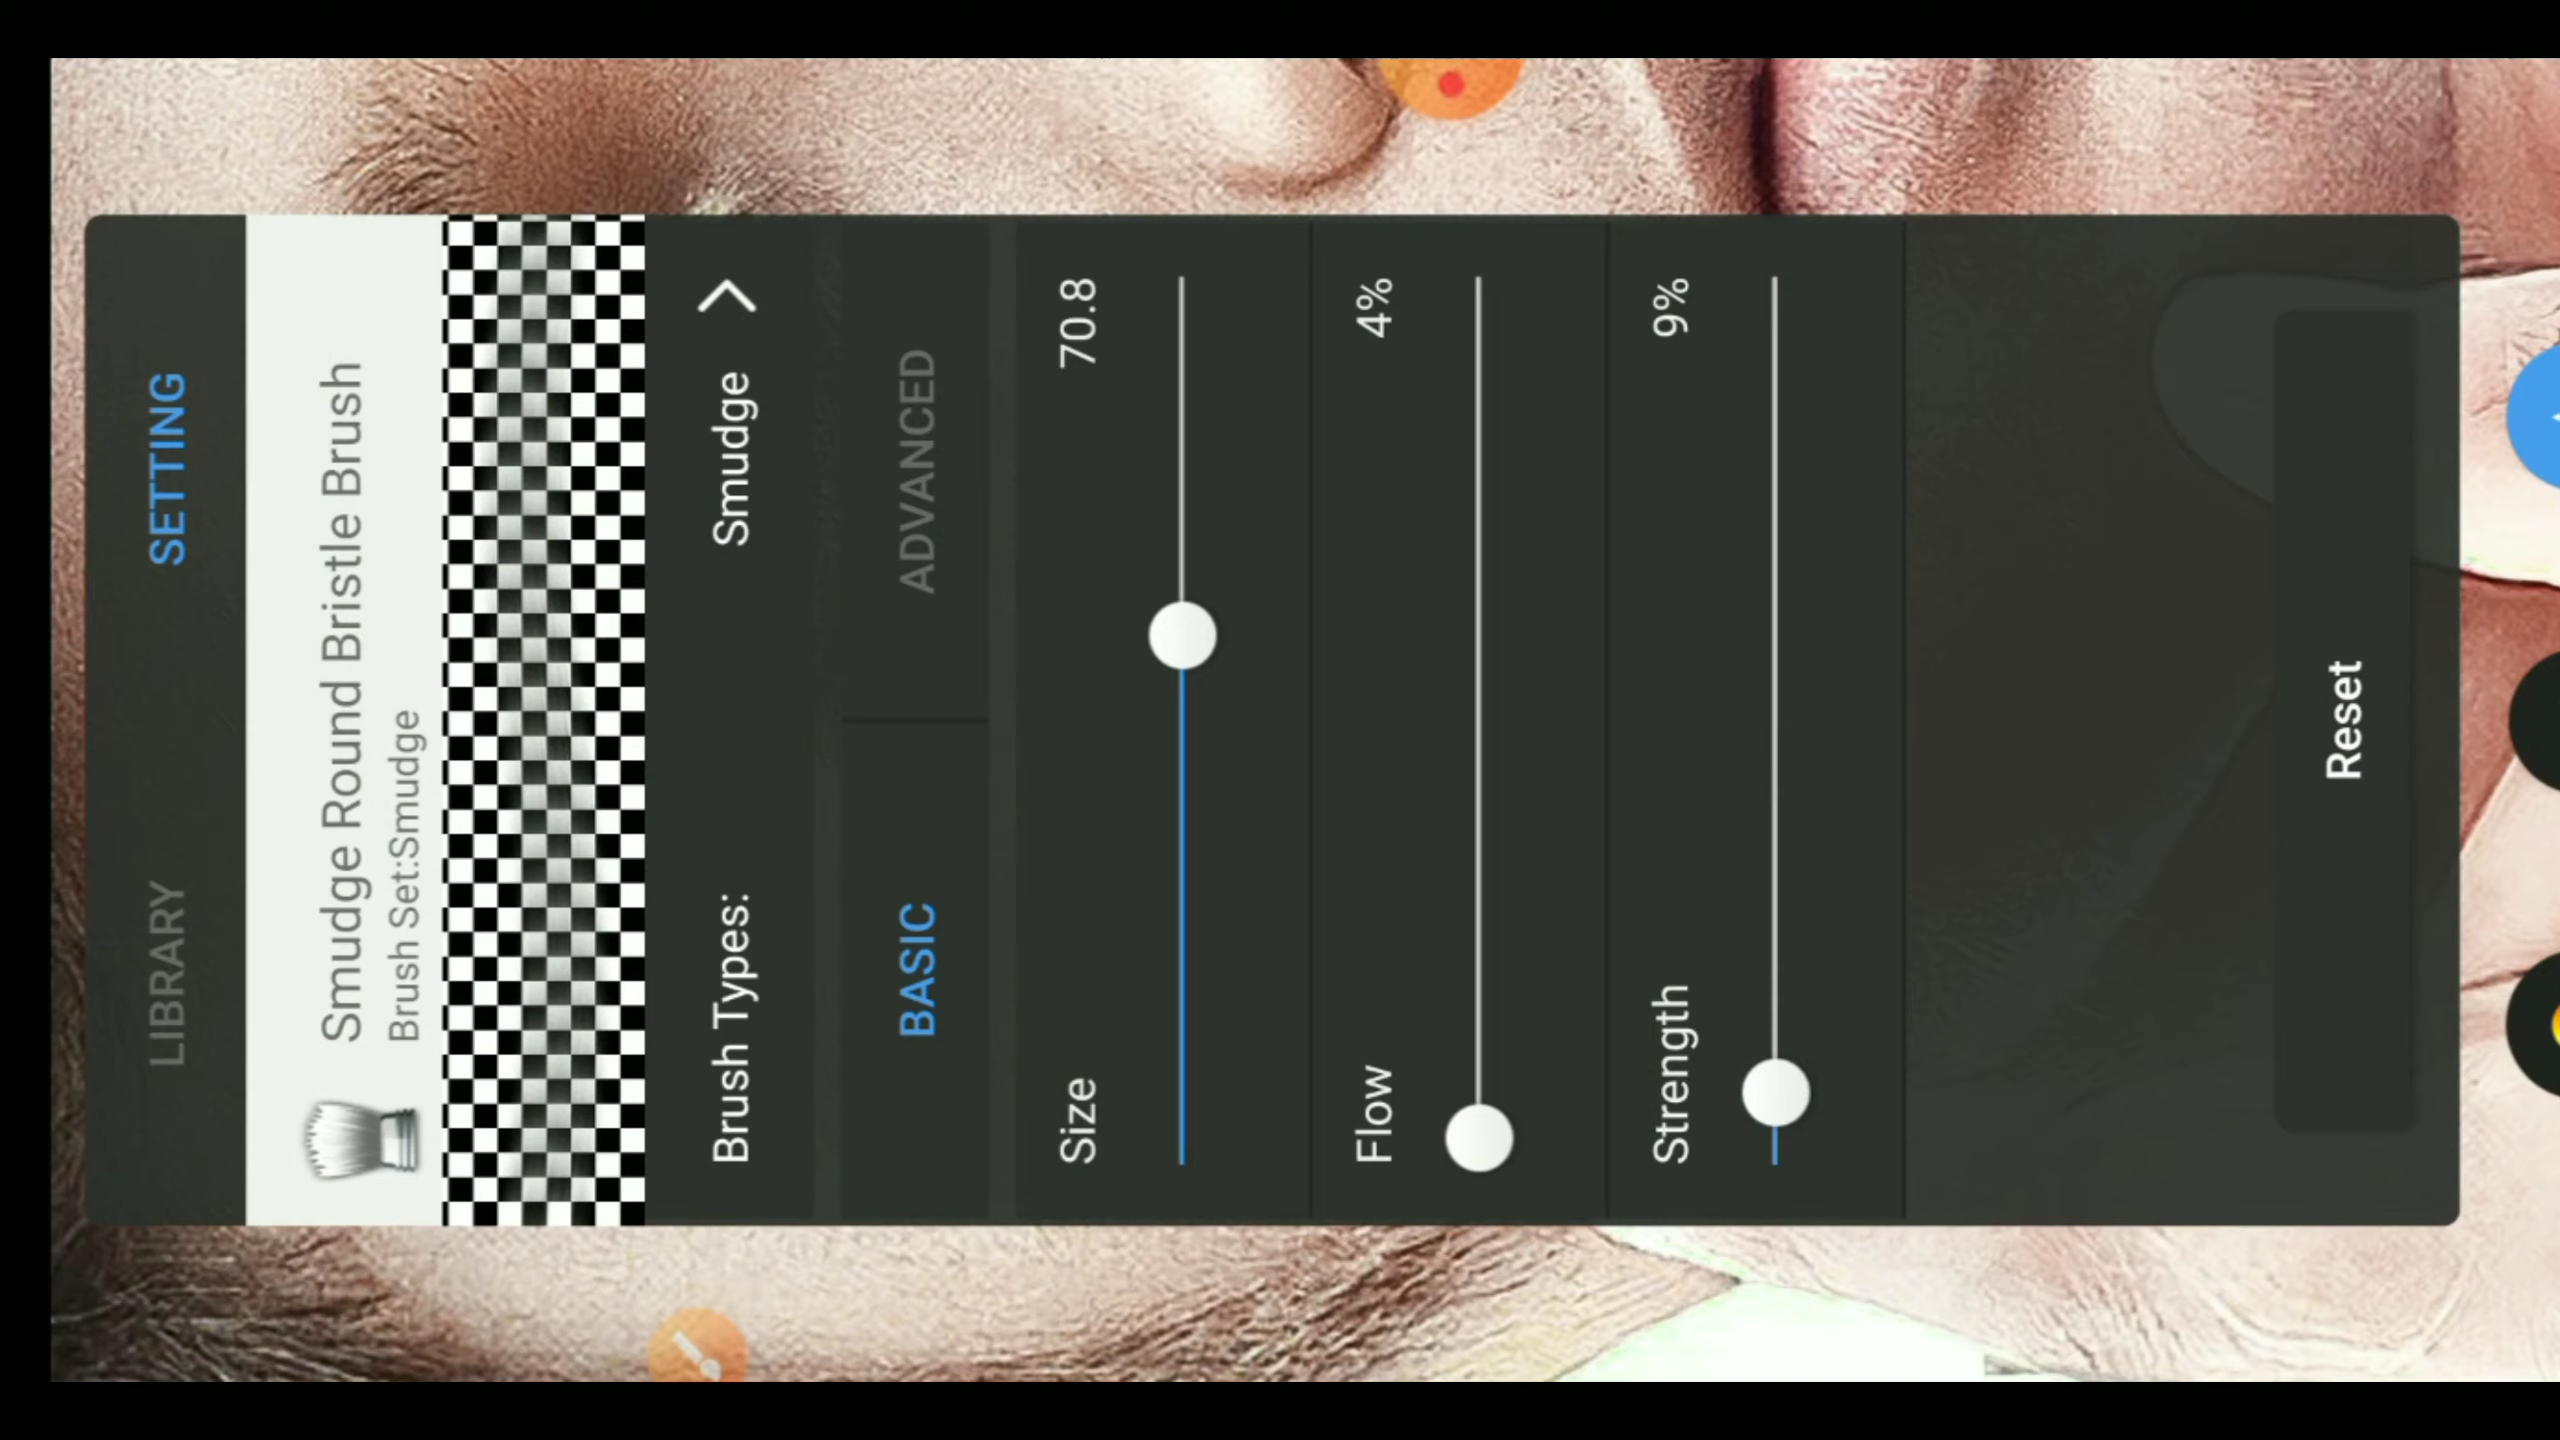 LIBRARY SETTING
Smudge Round Bristle Brush
Brush Set:Smudge
Brush Types: Smudge
BASIC ADVANCED
Size 70.8
Flow 4%
Strength 9%
Reset